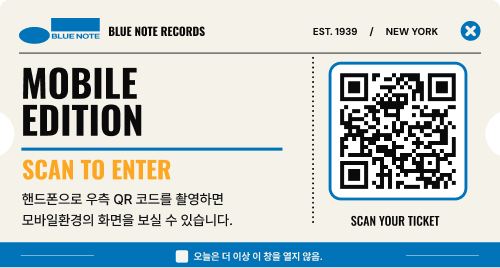 BLUE NOTE
BLUE NOTE RECORDS
EST. 1939 / NEW YORK
MOBILE
EDITION
SCAN TO ENTER
핸드폰으로 우측 QR 코드를 촬영하면
모바일환경의 화면을 보실 수 있습니다.
SCAN YOUR TICKET
오늘은 더 이상 이 창을 열지 않음.